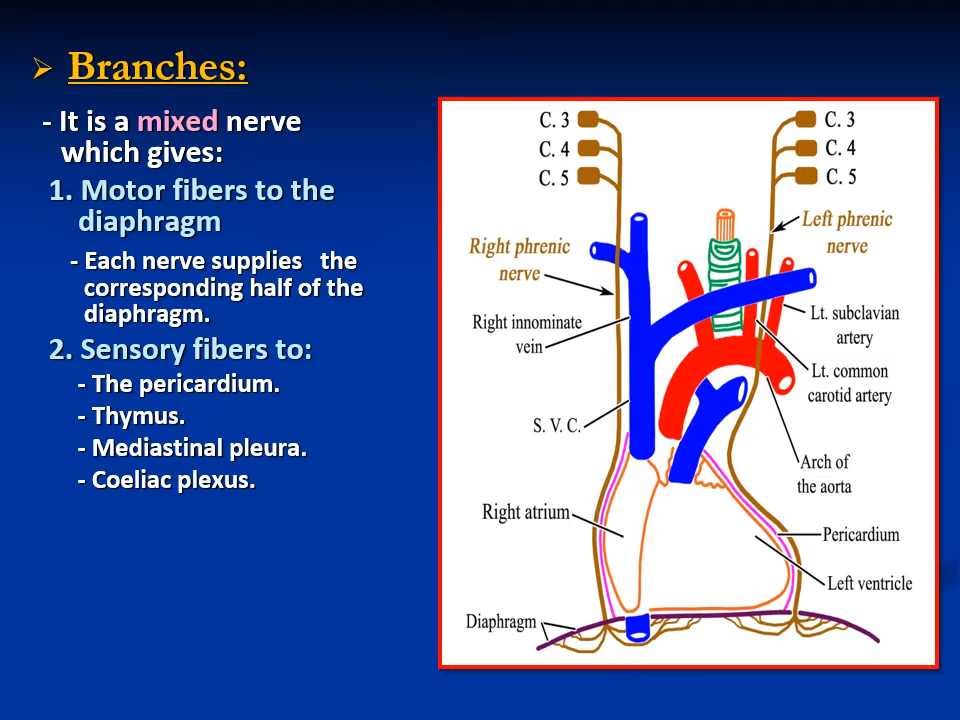 ➢ Branches:
- It is a mixed nerve
which gives:
1. Motor fibers to the
diaphragm
- Each nerve supplies the
corresponding half of the
diaphragm.
2. Sensory fibers to:
- The pericardium.
- Thymus.
- Mediastinal pleura.
- Coeliac plexus.
C. 3
C. 4
C. 5
C. 3
C. 4
C. 5
Left phrenic
nerve
Right phrenic
nerve
Right innominate
vein
Lt. subclavian
artery
Lt. common
carotid artery
S. V. C.
Arch of
the aorta
Right atrium
Pericardium
Left ventricle
Diaphragm